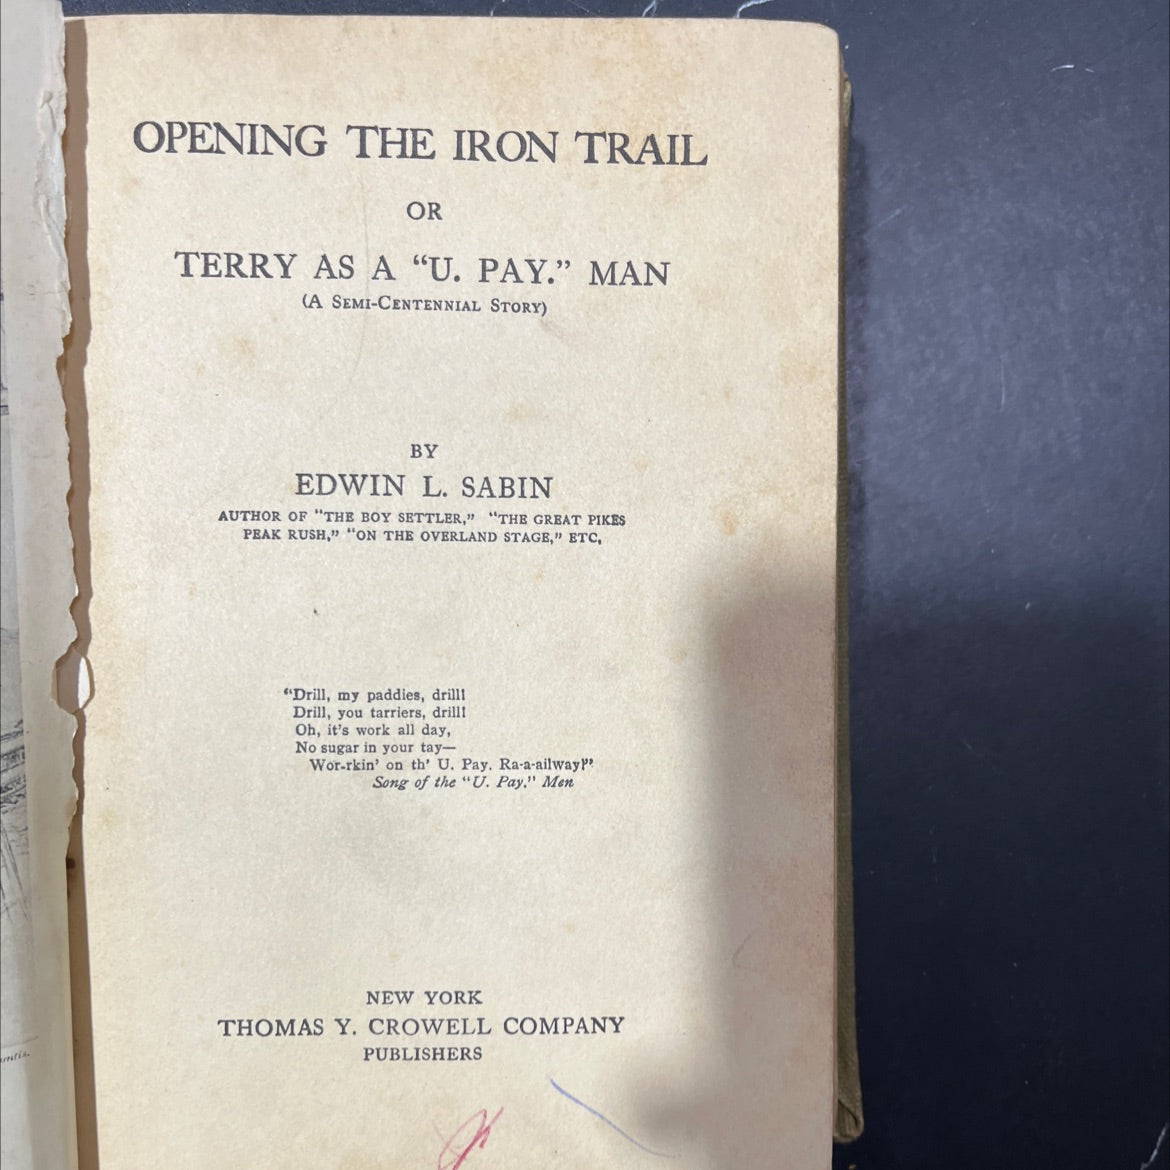 OPENING THE IRON TRAIL
OR
TERRY AS A “U. PAY.” MAN
(A SEMI-CENTENNIAL STORY)
BY
EDWIN L. SABIN
AUTHOR OF “THE BOY SETTLER,” “THE GREAT PIKES
PEAK RUSH,” “ON THE OVERLAND STAGE,” ETC.
“Drill, my paddies, drill!
Drill, you tarriers, drill!
Oh, it's work all day,
No sugar in your tay—
Wor-rkin' on th' U. Pay. Ra-a-ailway!”
Song of the “U. Pay.” Men
NEW YORK
THOMAS Y. CROWELL COMPANY
PUBLISHERS